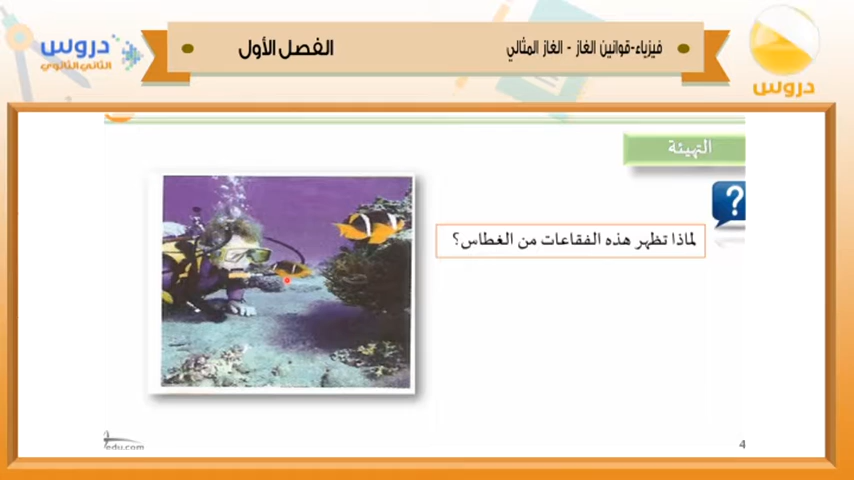 فيزياء-قوانين الغاز - الغاز المثالي
الفصل الأول
دروس
الثاني الثانوي
دروس
التهيئة
?
لماذا تظهر هذه الفقاعات من الغطاس؟
edu.com
4